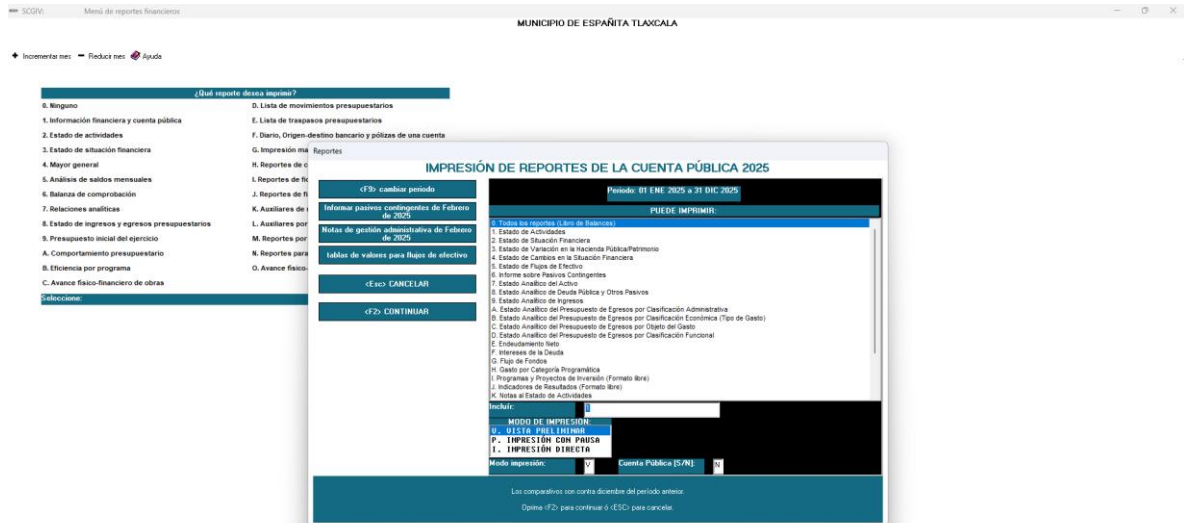 SCGIV: Menú de reportes financieros
MUNICIPIO DE ESPAÑITA TLAXCALA
Incrementar mes Reducir mes Ayuda
¿Qué reporte desea imprimir?
0. Ninguno
1. Información financiera y cuenta pública
2. Estado de actividades
3. Estado de situación financiera
4. Mayor general
5. Análisis de saldos mensuales
6. Balanza de comprobación
7. Relaciones analíticas
8. Estado de ingresos y egresos presupuestarios
9. Presupuesto inicial del ejercicio
A. Comportamiento presupuestario
B. Eficiencia por programa
C. Avance físico-financiero de obras
D. Lista de movimientos presupuestarios
E. Lista de traspasos presupuestarios
F. Diario, Origen-destino bancario y pólizas de una cuenta
G. Impresión ma
H. Reportes de c
I. Reportes de fic
J. Reportes de fi
K. Auxiliares de
L. Auxiliares por
M. Reportes por
N. Reportes para
O. Avance físico-
Seleccione:
Reportes
IMPRESIÓN DE REPORTES DE LA CUENTA PÚBLICA 2025
<F9> cambiar periodo
Informar pasivos contingentes de Febrero
de 2025
Notas de gestión administrativa de Febrero
de 2025
tablas de valores para flujos de efectivo
<Esc> CANCELAR
<F2> CONTINUAR
Periodo: 01 ENE 2025 a 31 DIC 2025
PUEDE IMPRIMIR:
0. Todos los reportes (Libro de Balances)
1. Estado de Actividades
2. Estado de Situación Financiera
3. Estado de Variación en la Hacienda Pública/Patrimonio
4. Estado de Cambios en la Situación Financiera
5. Estado de Flujos de Efectivo
6. Informe sobre Pasivos Contingentes
7. Estado Analítico del Activo
8. Estado Analítico de Deuda Pública y Otros Pasivos
9. Estado Analítico de Ingresos
A. Estado Analítico del Presupuesto de Egresos por Clasificación Administrativa
B. Estado Analítico del Presupuesto de Egresos por Clasificación Económica (Tipo de Gasto)
C. Estado Analítico del Presupuesto de Egresos por Objeto del Gasto
D. Estado Analítico del Presupuesto de Egresos por Clasificación Funcional
E. Endeudamiento Neto
F. Intereses de la Deuda
G. Flujo de Fondos
H. Gasto por Categoría Programática
I. Programas y Proyectos de Inversión (Formato libre)
J. Indicadores de Resultados (Formato libre)
K. Notas al Estado de Actividades
Incluir: 0
MODO DE IMPRESIÓN:
V. VISTA PRELIMINAR
P. IMPRESIÓN CON PAUSA
I. IMPRESIÓN DIRECTA
Modo impresión: V Cuenta Pública [S/N]: N
Los comparativos son contra diciembre del período anterior.
Oprima <F2> para continuar ó <ESC> para cancelar.